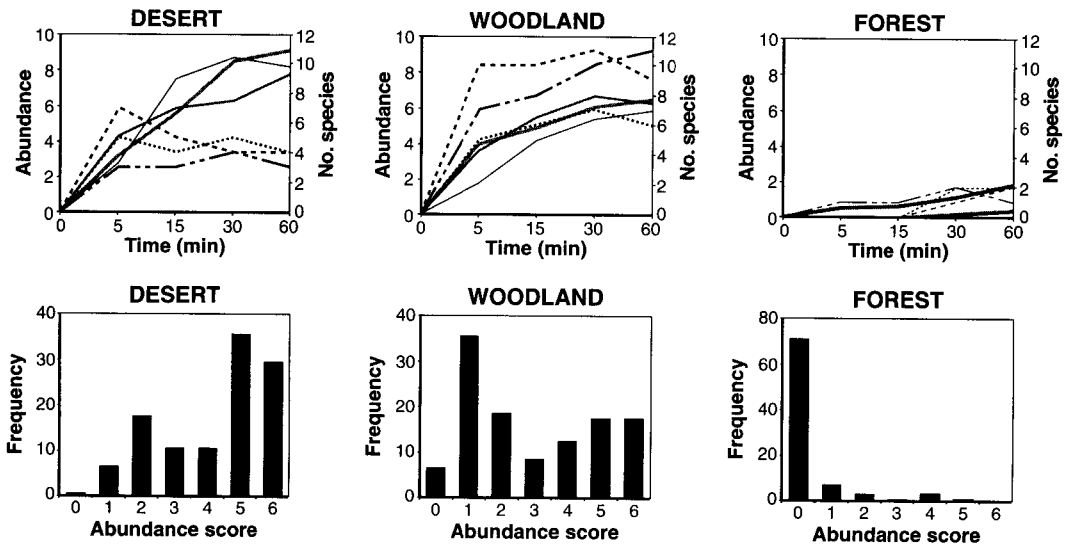 DESERT
10
8
6
4
2
0
Abundance
12
10
8
6
4
2
0
No. species
0 5 15 30 60
Time (min)
WOODLAND
10
8
6
4
2
0
Abundance
12
10
8
6
4
2
0
No. species
0 5 15 30 60
Time (min)
FOREST
10
8
6
4
2
0
Abundance
12
10
8
6
4
2
0
No. species
0 5 15 30 60
Time (min)
DESERT
40
30
20
10
0
Frequency
0 1 2 3 4 5 6
Abundance score
WOODLAND
40
30
20
10
0
Frequency
0 1 2 3 4 5 6
Abundance score
FOREST
80
60
40
20
0
Frequency
0 1 2 3 4 5 6
Abundance score